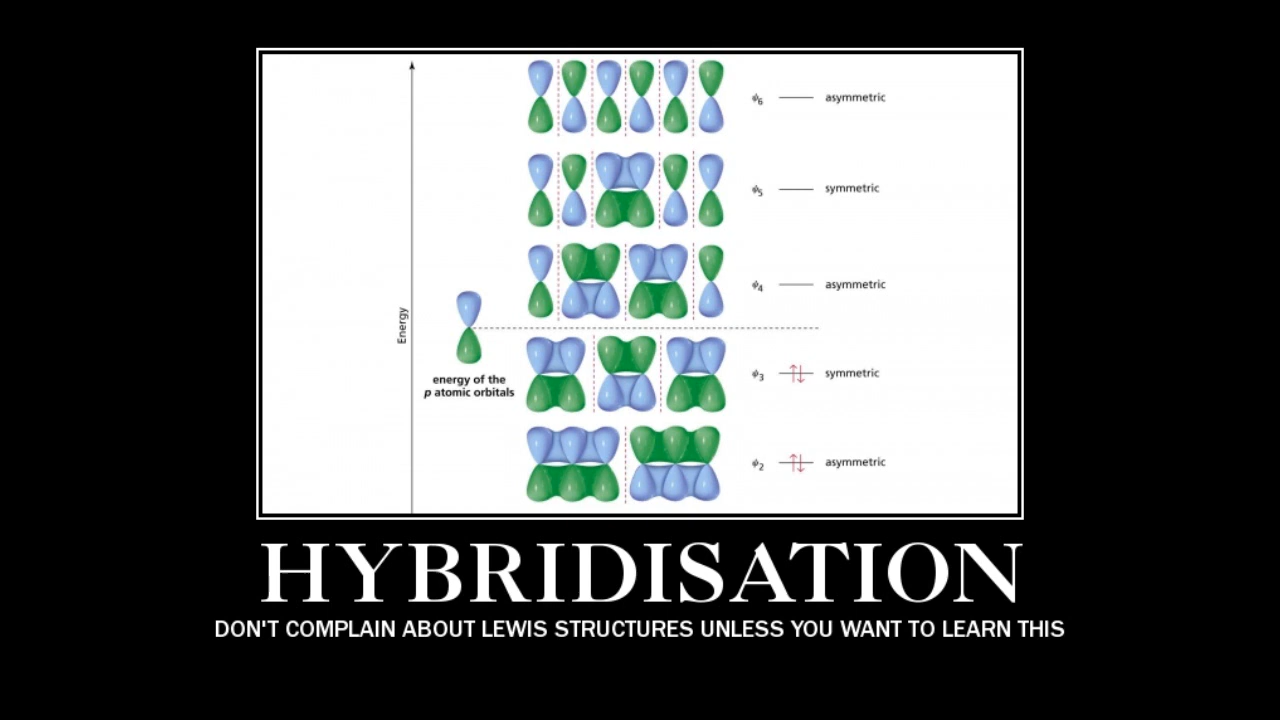 ϕ6 asymmetric
ϕ5 symmetric
ϕ4 asymmetric
Energy
energy of the
p atomic orbitals
ϕ3 symmetric
ϕ2 asymmetric
HYBRIDISATION
DON'T COMPLAIN ABOUT LEWIS STRUCTURES UNLESS YOU WANT TO LEARN THIS